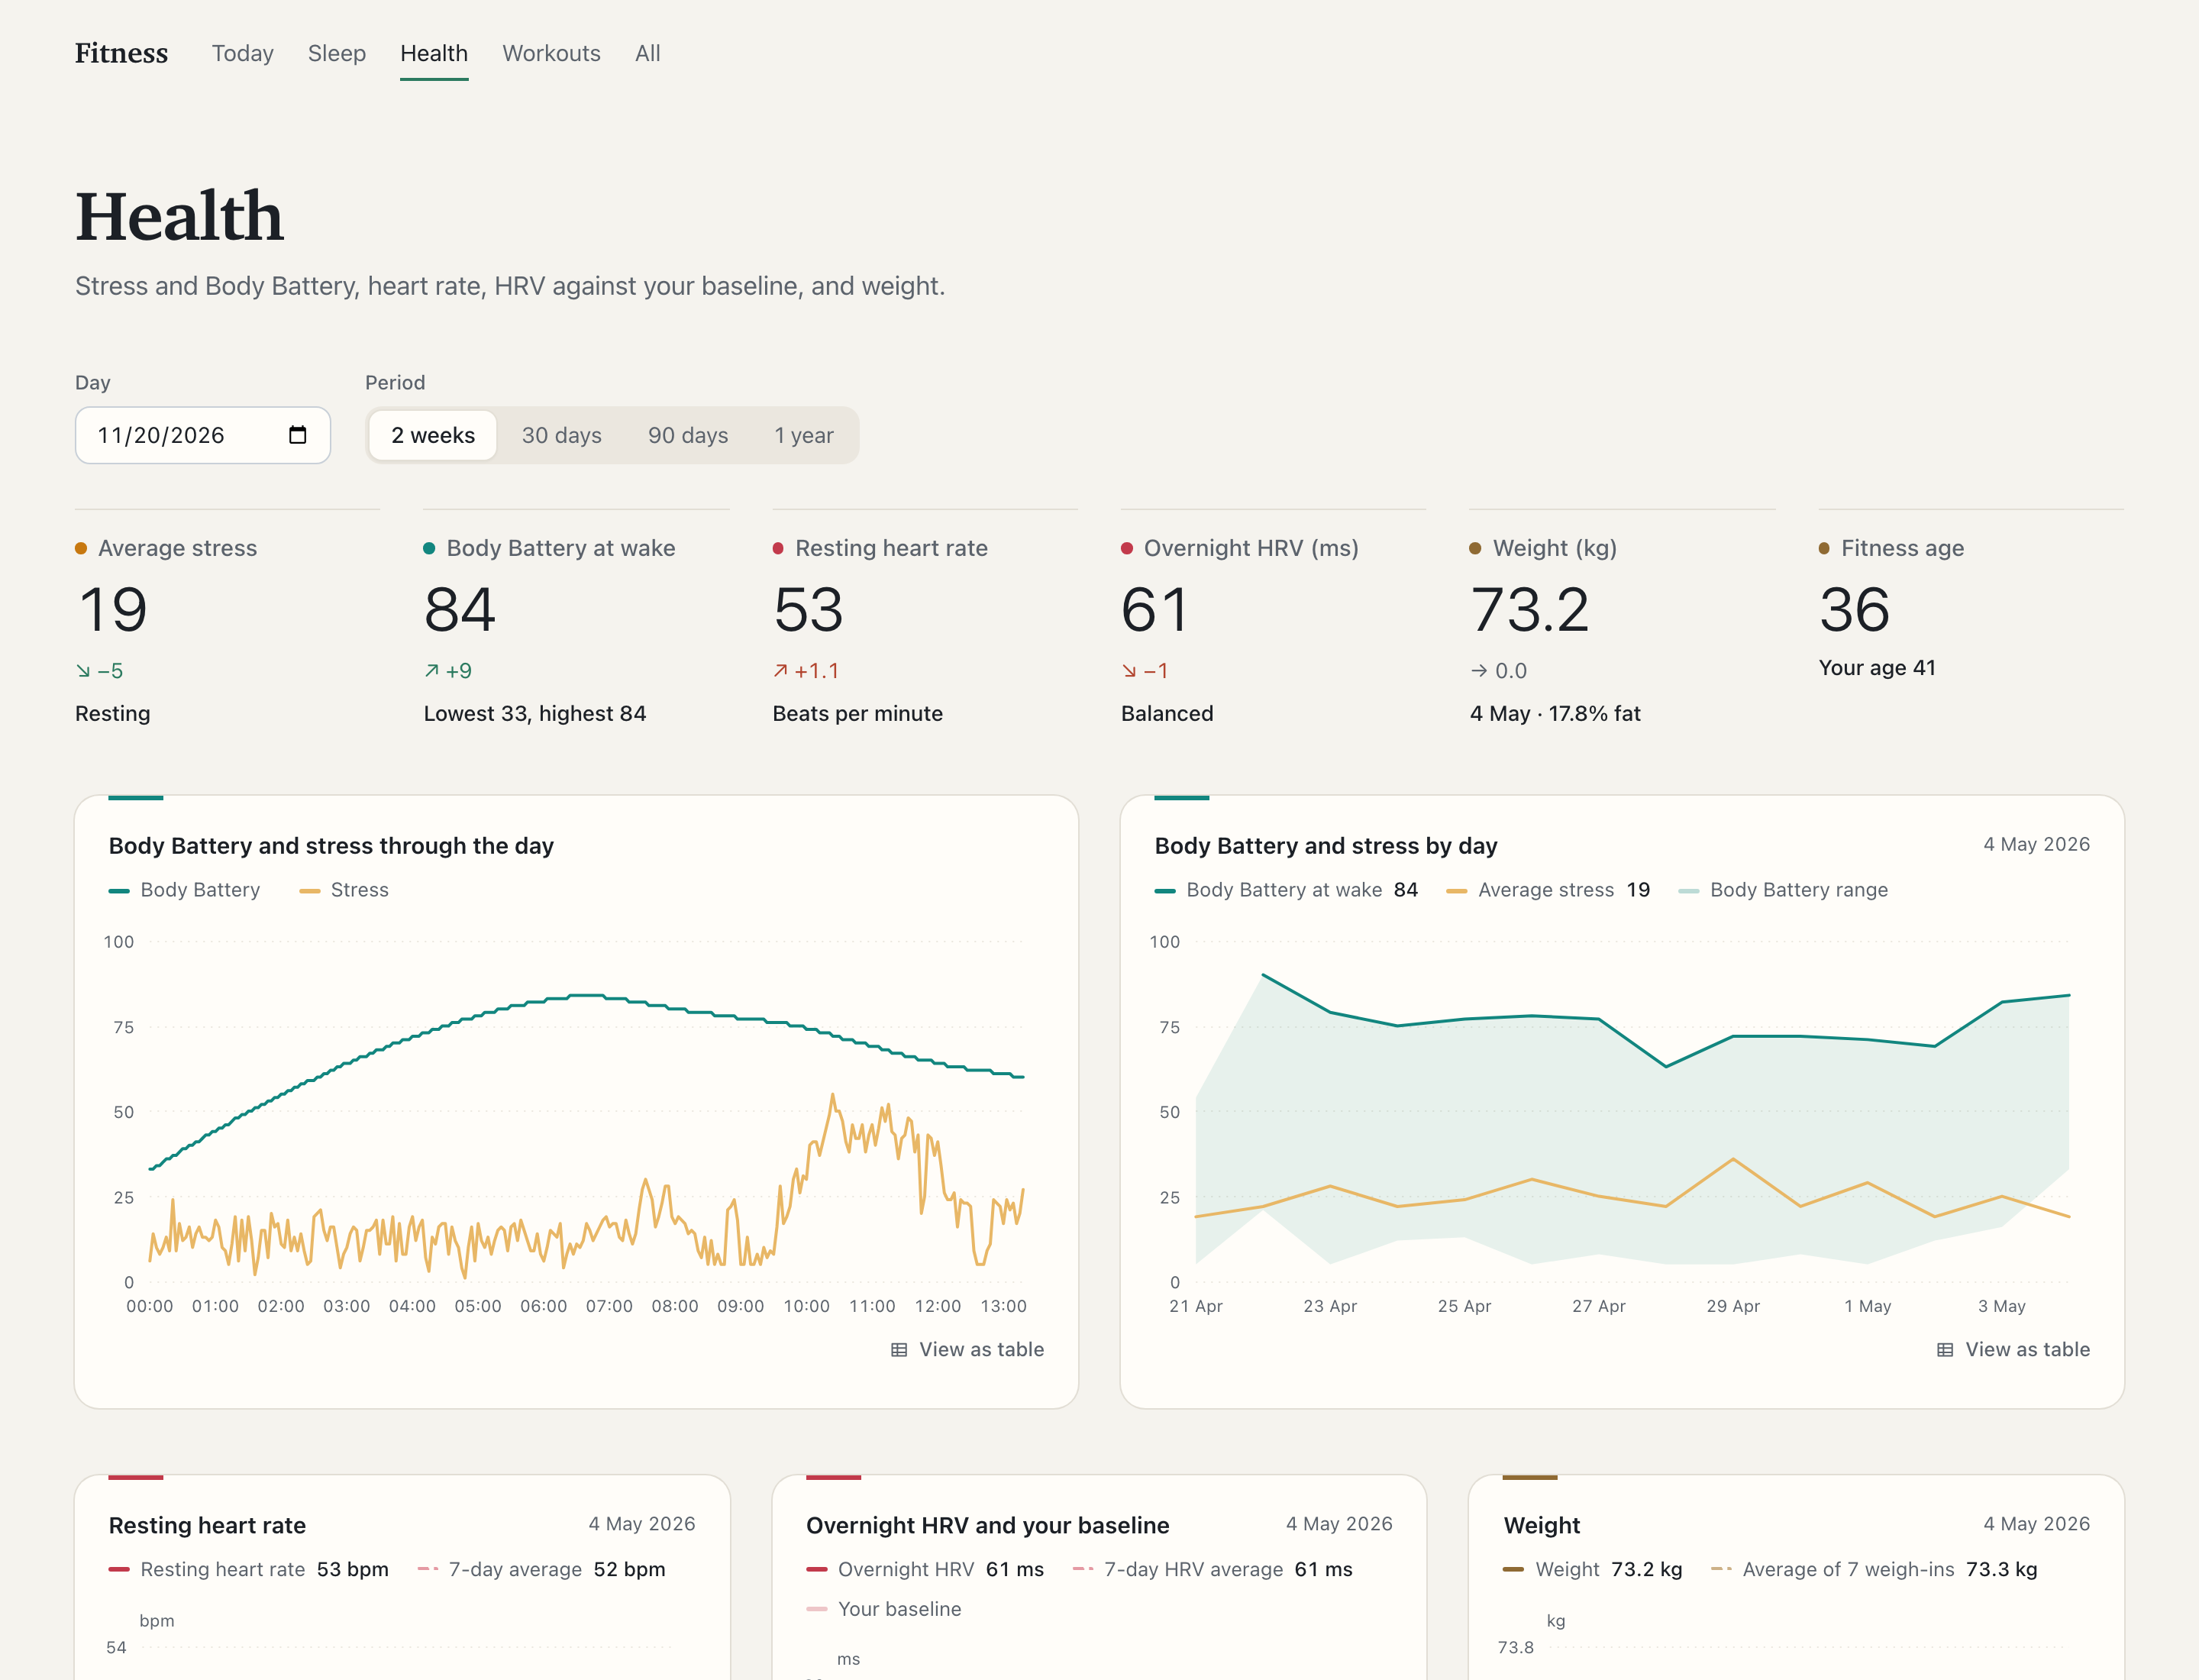 Fitness Today Sleep Health Workouts All
Health
Stress and Body Battery, heart rate, HRV against your baseline, and weight.
Day Period
11/20/2026 2 weeks 30 days 90 days 1 year
Average stress
19
↘ −5
Resting
Body Battery at wake
84
↗ +9
Lowest 33, highest 84
Resting heart rate
53
↗ +1.1
Beats per minute
Overnight HRV (ms)
61
↘ −1
Balanced
Weight (kg)
73.2
→ 0.0
4 May · 17.8% fat
Fitness age
36
Your age 41
Body Battery and stress through the day
Body Battery Stress
100
75
50
25
0
00:00 01:00 02:00 03:00 04:00 05:00 06:00 07:00 08:00 09:00 10:00 11:00 12:00 13:00
View as table
Body Battery and stress by day 4 May 2026
Body Battery at wake 84 Average stress 19 Body Battery range
100
75
50
25
0
21 Apr 23 Apr 25 Apr 27 Apr 29 Apr 1 May 3 May
View as table
Resting heart rate 4 May 2026
Resting heart rate 53 bpm 7-day average 52 bpm
bpm
54
Overnight HRV and your baseline 4 May 2026
Overnight HRV 61 ms 7-day HRV average 61 ms
Your baseline
ms
Weight 4 May 2026
Weight 73.2 kg Average of 7 weigh-ins 73.3 kg
kg
73.8